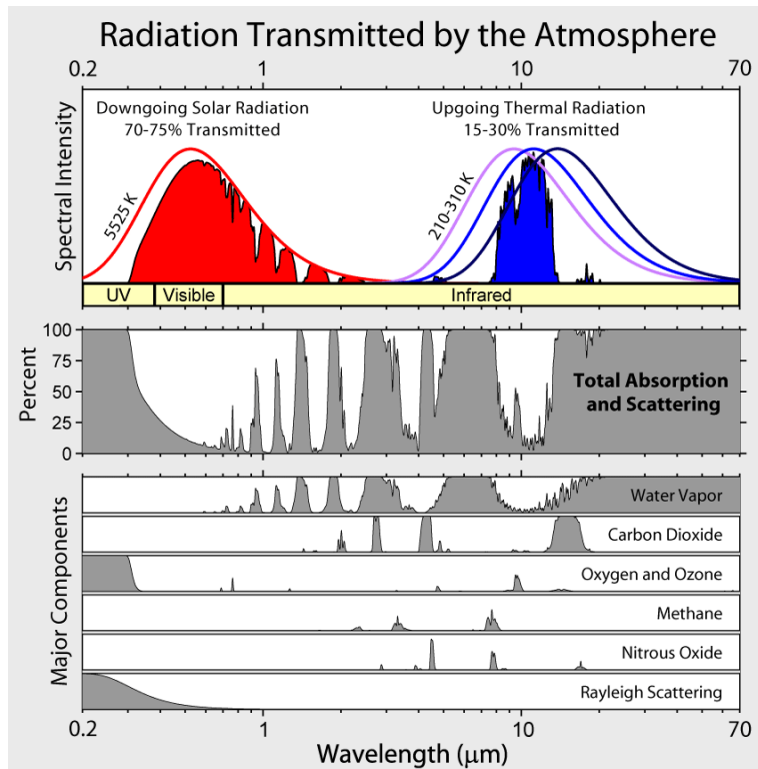 Radiation Transmitted by the Atmosphere
0.2 1 10 70
Downgoing Solar Radiation
70-75% Transmitted
Upgoing Thermal Radiation
15-30% Transmitted
Spectral Intensity
5525 K
210-310 K
UV Visible Infrared
Percent
100
75
50
25
0
Total Absorption
and Scattering
Major Components
Water Vapor
Carbon Dioxide
Oxygen and Ozone
Methane
Nitrous Oxide
Rayleigh Scattering
0.2 1 10 70
Wavelength (μm)